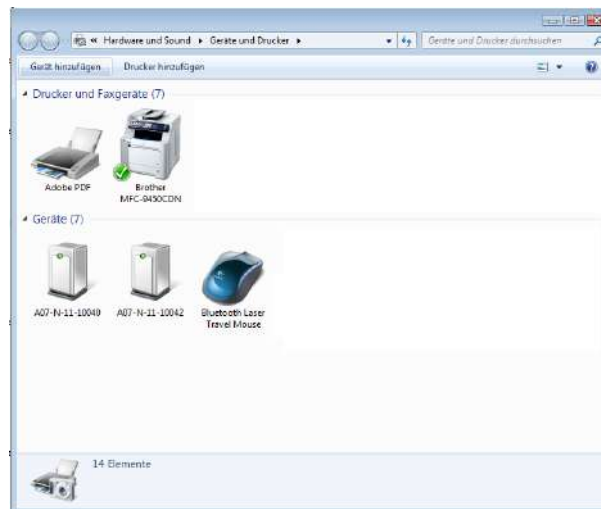 « Hardware und Sound ▸ Geräte und Drucker ▸
Geräte und Drucker durchsuchen
Gerät hinzufügen Drucker hinzufügen
Drucker und Faxgeräte (7)
Adobe PDF
Brother
MFC-9450CDN
Geräte (7)
A07-N-11-10049
A07-N-11-10042
Bluetooth Laser
Travel Mouse
14 Elemente